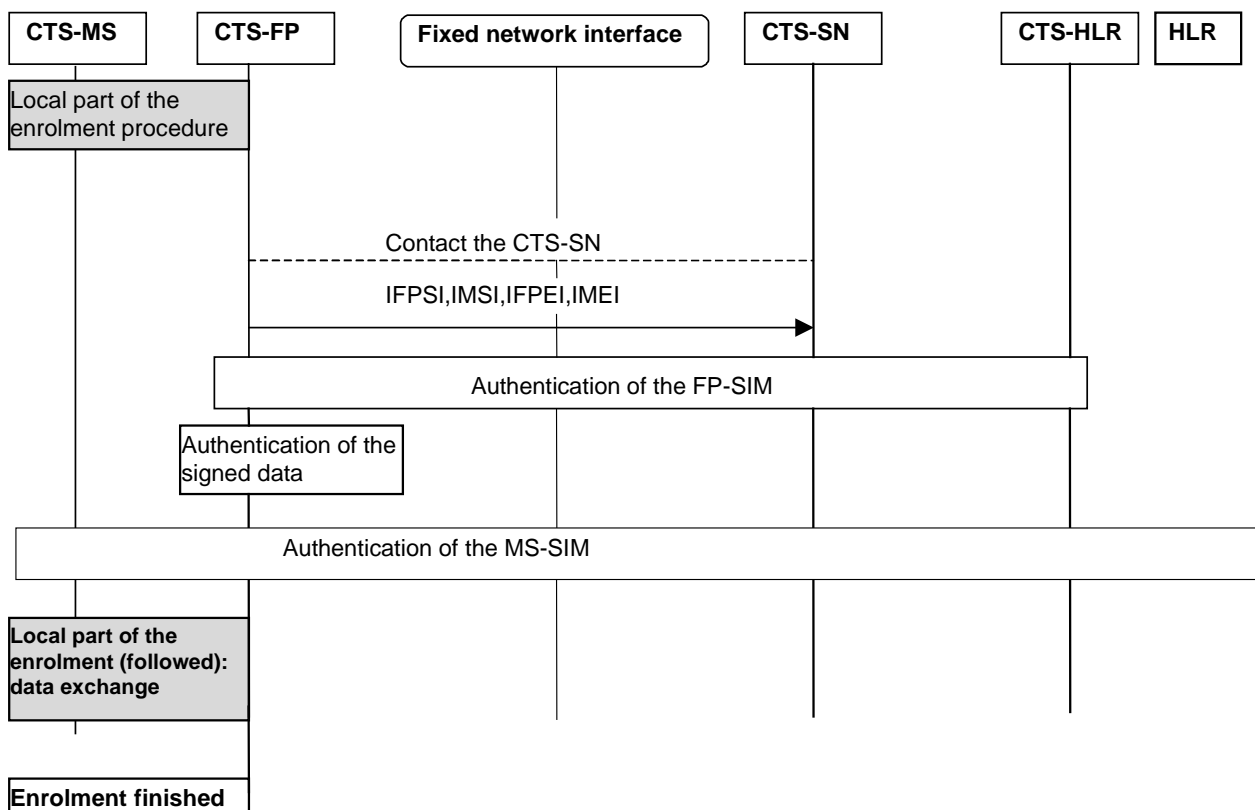 CTS-MS
CTS-FP
Fixed network interface
CTS-SN
CTS-HLR
HLR
Local part of the
enrolment procedure
Contact the CTS-SN
IFPSI,IMSI,IFPEI,IMEI
Authentication of the FP-SIM
Authentication of the
signed data
Authentication of the MS-SIM
Local part of the
enrolment (followed):
data exchange
Enrolment finished